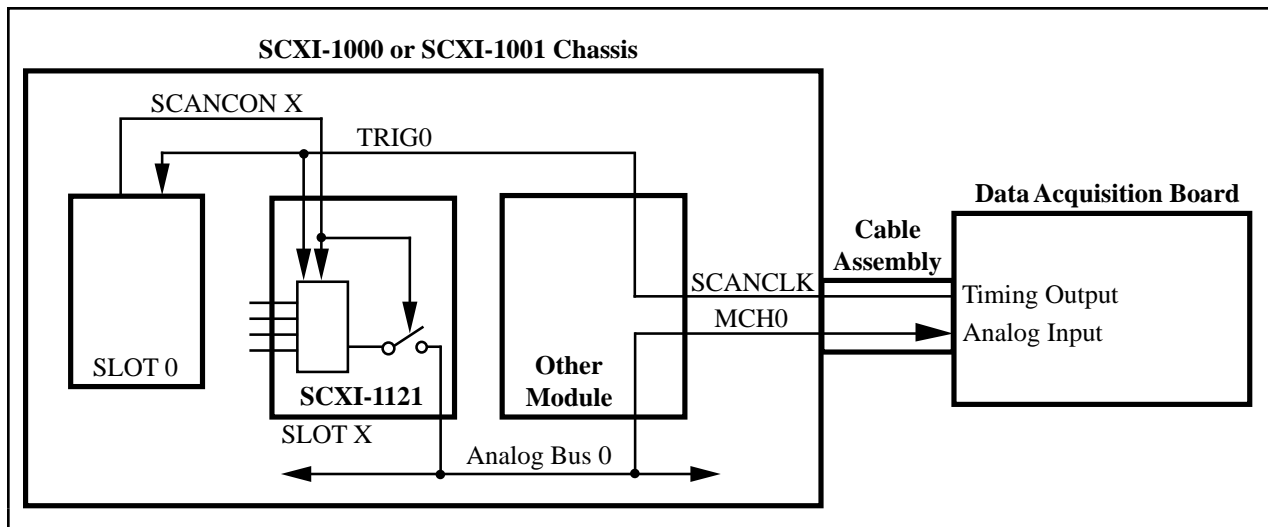 SCXI-1000 or SCXI-1001 Chassis
SCANCON X
TRIG0
Data Acquisition Board
Cable
Assembly
SCANCLK
Timing Output
MCH0
Analog Input
SLOT 0
Other
Module
SCXI-1121
SLOT X
Analog Bus 0